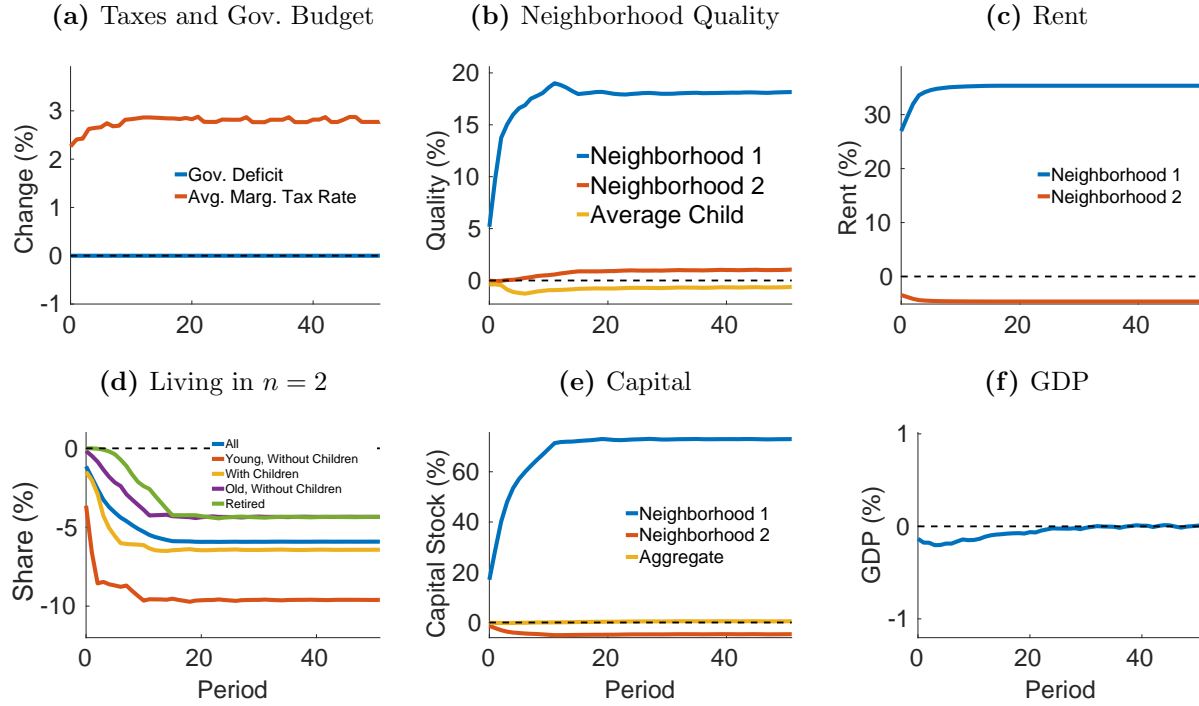 (a) Taxes and Gov. Budget
Change (%)
3
2
1
0
-1
0
20
40
Gov. Deficit
Avg. Marg. Tax Rate
(b) Neighborhood Quality
Quality (%)
20
15
10
5
0
0
20
40
Neighborhood 1
Neighborhood 2
Average Child
(c) Rent
Rent (%)
30
20
10
0
0
20
40
Neighborhood 1
Neighborhood 2
(d) Living in n = 2
Share (%)
0
-5
-10
0
20
40
Period
All
Young, Without Children
With Children
Old, Without Children
Retired
(e) Capital
Capital Stock (%)
60
40
20
0
0
20
40
Period
Neighborhood 1
Neighborhood 2
Aggregate
(f) GDP
GDP (%)
1
0
-1
0
20
40
Period